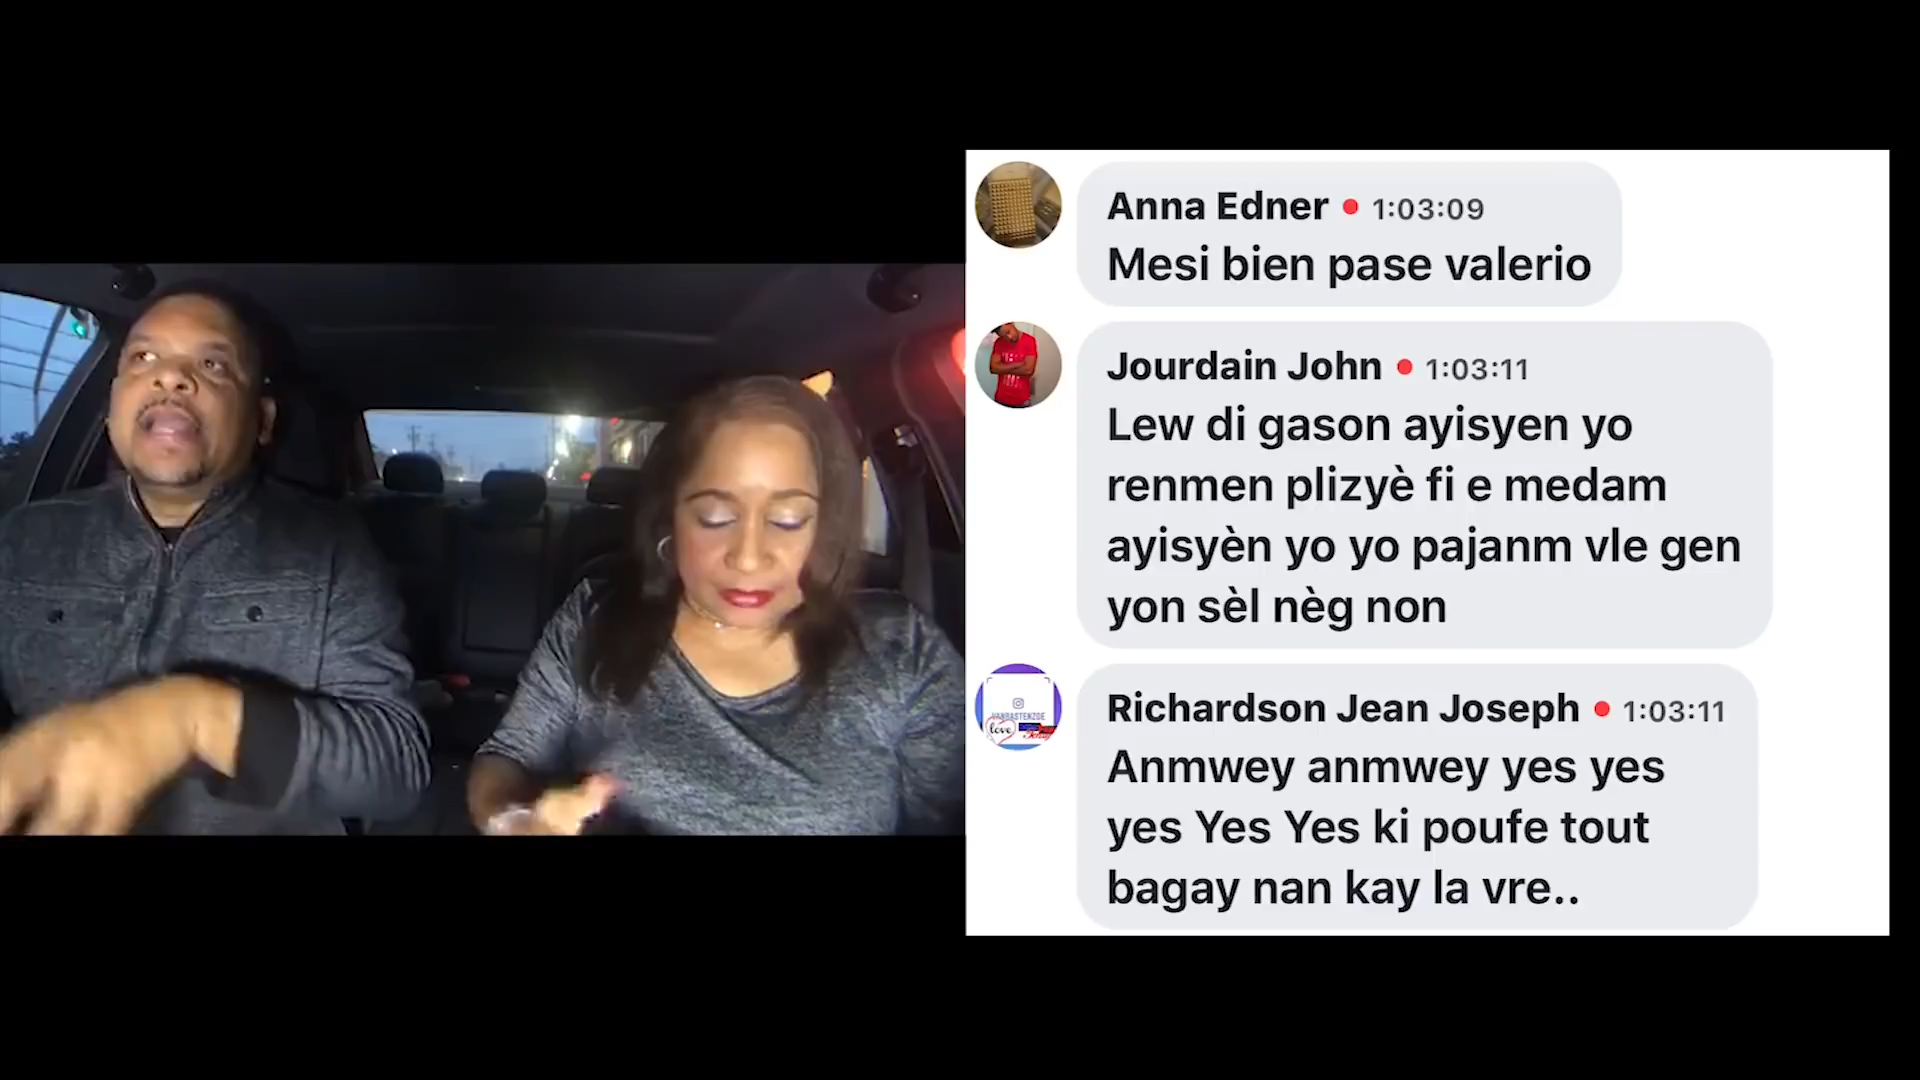 Anna Edner • 1:03:09
Mesi bien pase valerio
Jourdain John • 1:03:11
Lew di gason ayisyen yo
renmen plizyè fi e medam
ayisyèn yo yo pajanm vle gen
yon sèl nèg non
Richardson Jean Joseph • 1:03:11
Anmwey anmwey yes yes
yes Yes Yes ki poufe tout
bagay nan kay la vre..
love